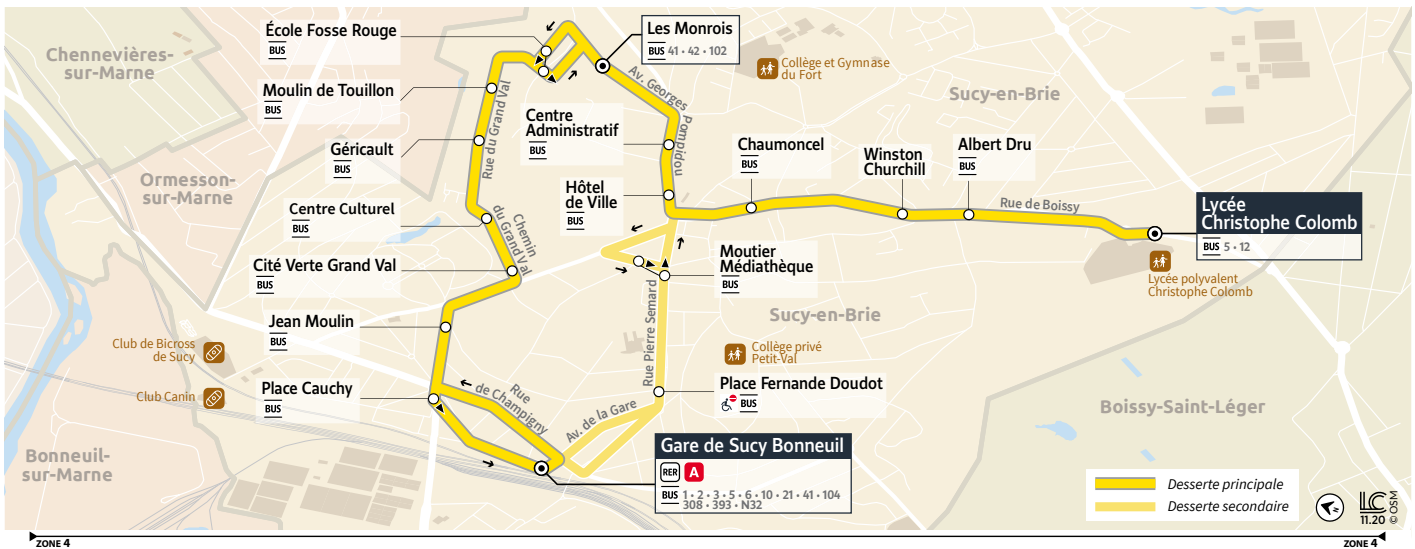 Chennevières-
sur-Marne
École Fosse Rouge
BUS
Les Monrois
BUS 41 • 42 • 102
Collège et Gymnase
du Fort
Moulin de Touillon
BUS
Av. Georges
Pompidou
Sucy-en-Brie
Centre
Administratif
BUS
Rue du Grand Val
Géricault
BUS
Chaumoncel
BUS
Winston
Churchill
Albert Dru
BUS
Ormesson-
sur-Marne
Hôtel
de Ville
BUS
Centre Culturel
BUS
Chemin
du Grand Val
Rue de Boissy
Lycée
Christophe Colomb
BUS 5 • 12
Cité Verte Grand Val
BUS
Moutier
Médiathèque
BUS
Lycée polyvalent
Christophe Colomb
Jean Moulin
BUS
Sucy-en-Brie
Rue Pierre Semard
Club de Bicross
de Sucy
Collège privé
Petit-Val
Club Canin
Place Cauchy
BUS
Rue
de Champigny
Place Fernande Doudot
BUS
Av. de la Gare
Boissy-Saint-Léger
Bonneuil-
sur-Marne
Gare de Sucy Bonneuil
RER A
BUS 1 • 2 • 3 • 5 • 6 • 10 • 21 • 41 • 104
308 • 393 • N32
Desserte principale
Desserte secondaire
LC
11.20
© OSM
ZONE 4
ZONE 4